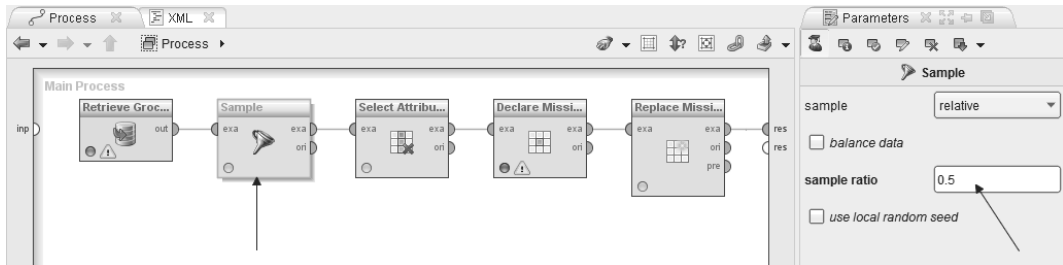 Process XML
Process
Main Process
Retrieve Groc...
Sample
Select Attribu...
Declare Missi...
Replace Missi...
inp
out
exa exa
ori
exa exa
ori
exa exa
ori
exa exa
ori
pre
res
res
Parameters
Sample
sample relative
balance data
sample ratio 0.5
use local random seed